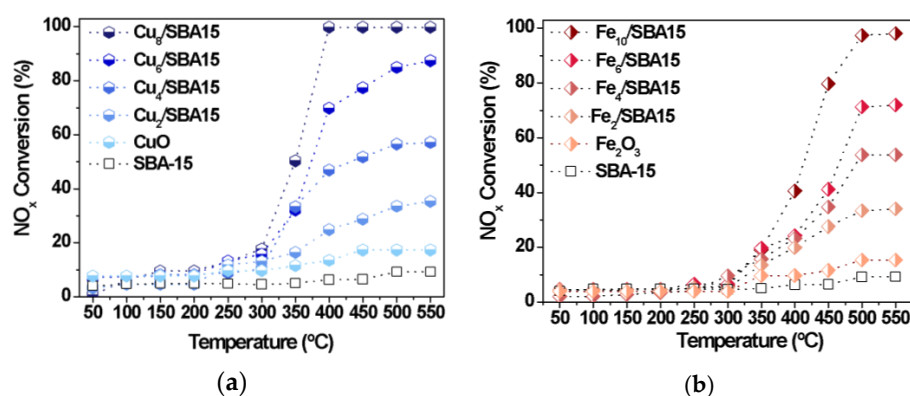 100
80
60
40
20
0
NOx Conversion (%)
Cu8/SBA15
Cu6/SBA15
Cu4/SBA15
Cu2/SBA15
CuO
SBA-15
50 100 150 200 250 300 350 400 450 500 550
Temperature (ºC)
(a)
100
80
60
40
20
0
NOx Conversion (%)
Fe10/SBA15
Fe6/SBA15
Fe4/SBA15
Fe2/SBA15
Fe2O3
SBA-15
50 100 150 200 250 300 350 400 450 500 550
Temperature (ºC)
(b)